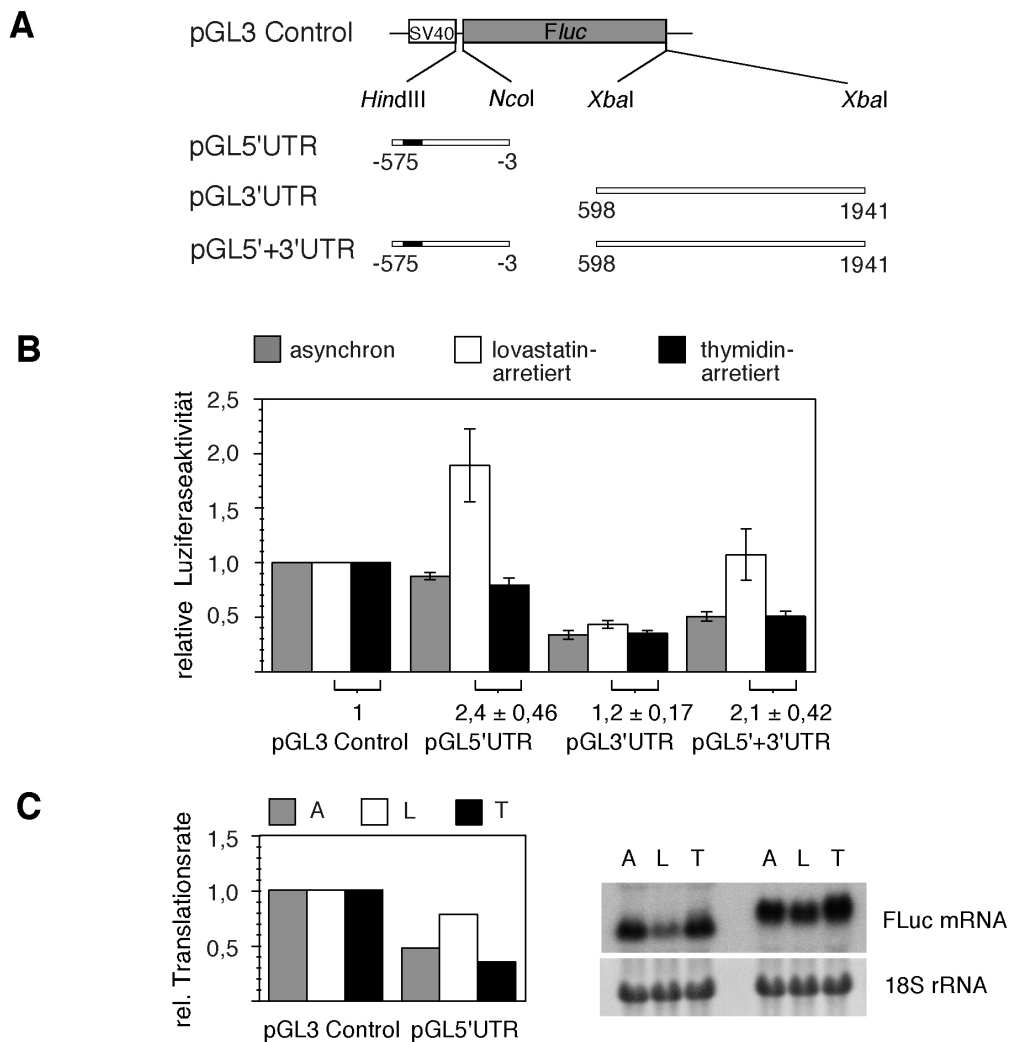 A
pGL3 Control
SV40
Fluc
HindIII NcoI XbaI XbaI
pGL5'UTR
-575 -3
pGL3'UTR
598 1941
pGL5'+3'UTR
-575 -3 598 1941
B
asynchron
lovastatin-
arretiert
thymidin-
arretiert
relative Luziferaseaktivität
2,5
2,0
1,5
1,0
0,5
1 2,4 ± 0,46 1,2 ± 0,17 2,1 ± 0,42
pGL3 Control pGL5'UTR pGL3'UTR pGL5'+3'UTR
C
A L T
rel. Translationsrate
1,5
1,0
0,5
pGL3 Control pGL5'UTR
A L T A L T
FLuc mRNA
18S rRNA